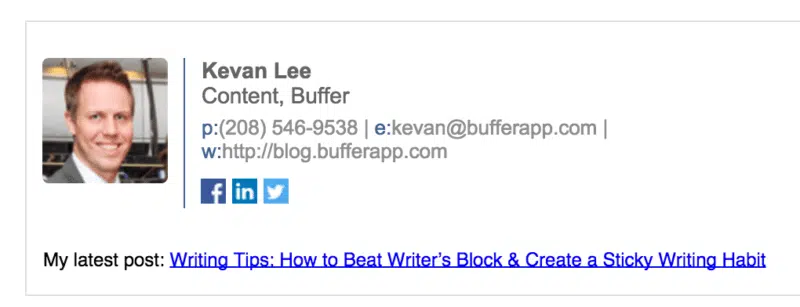 Kevan Lee
Content, Buffer
p:(208) 546-9538 | e:kevan@bufferapp.com |
w:http://blog.bufferapp.com
f in
My latest post: Writing Tips: How to Beat Writer's Block & Create a Sticky Writing Habit